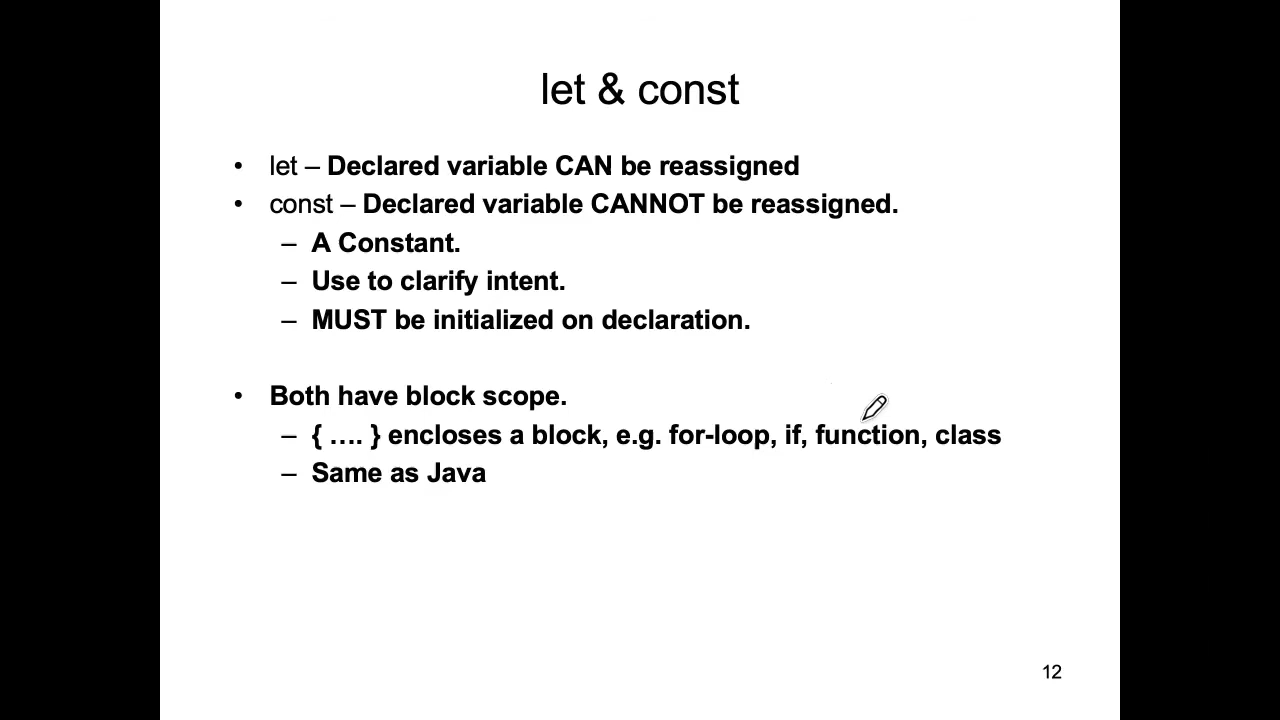 let & const
• let – Declared variable CAN be reassigned
• const – Declared variable CANNOT be reassigned.
– A Constant.
– Use to clarify intent.
– MUST be initialized on declaration.
• Both have block scope.
– { …. } encloses a block, e.g. for-loop, if, function, class
– Same as Java
12